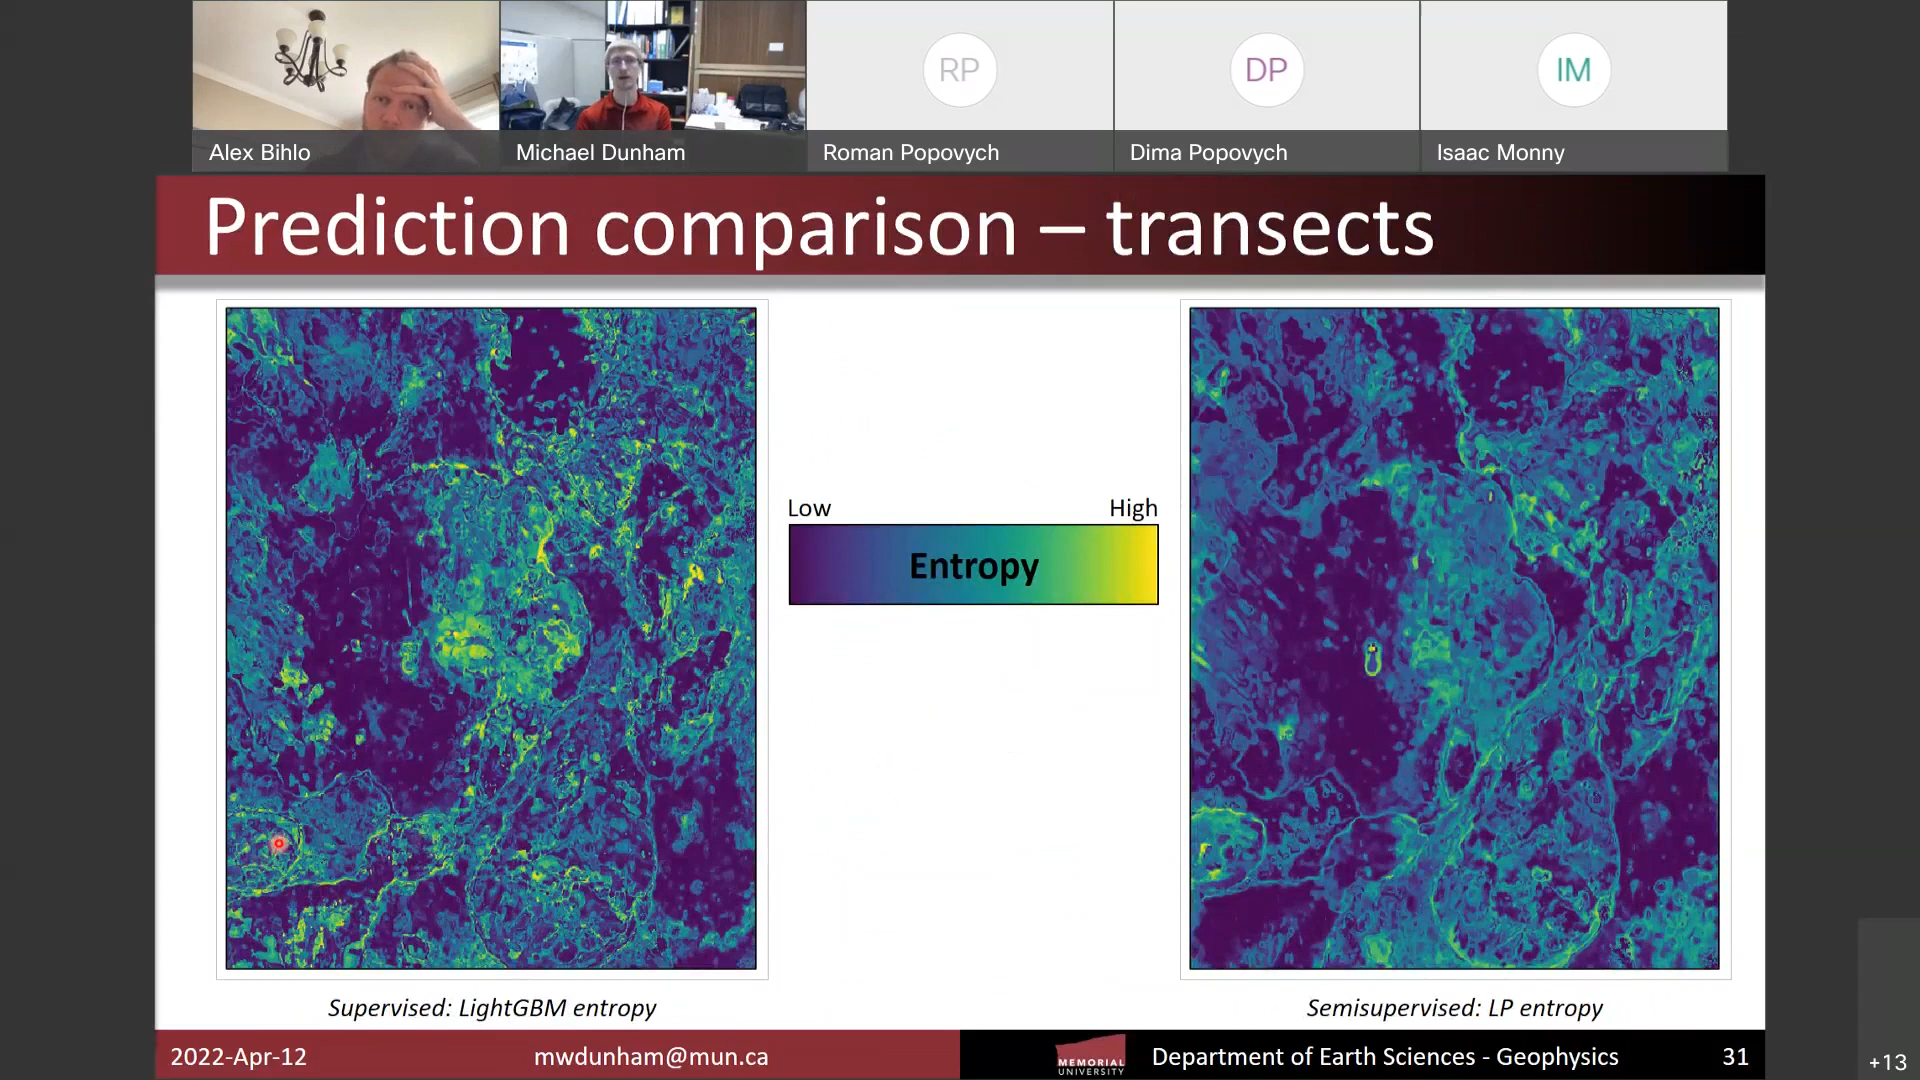 RP
DP
IM
Alex Bihlo
Michael Dunham
Roman Popovych
Dima Popovych
Isaac Monny
Prediction comparison – transects
Low
High
Entropy
Supervised: LightGBM entropy
Semisupervised: LP entropy
2022-Apr-12
mwdunham@mun.ca
MEMORIAL
UNIVERSITY
Department of Earth Sciences - Geophysics
31
+13